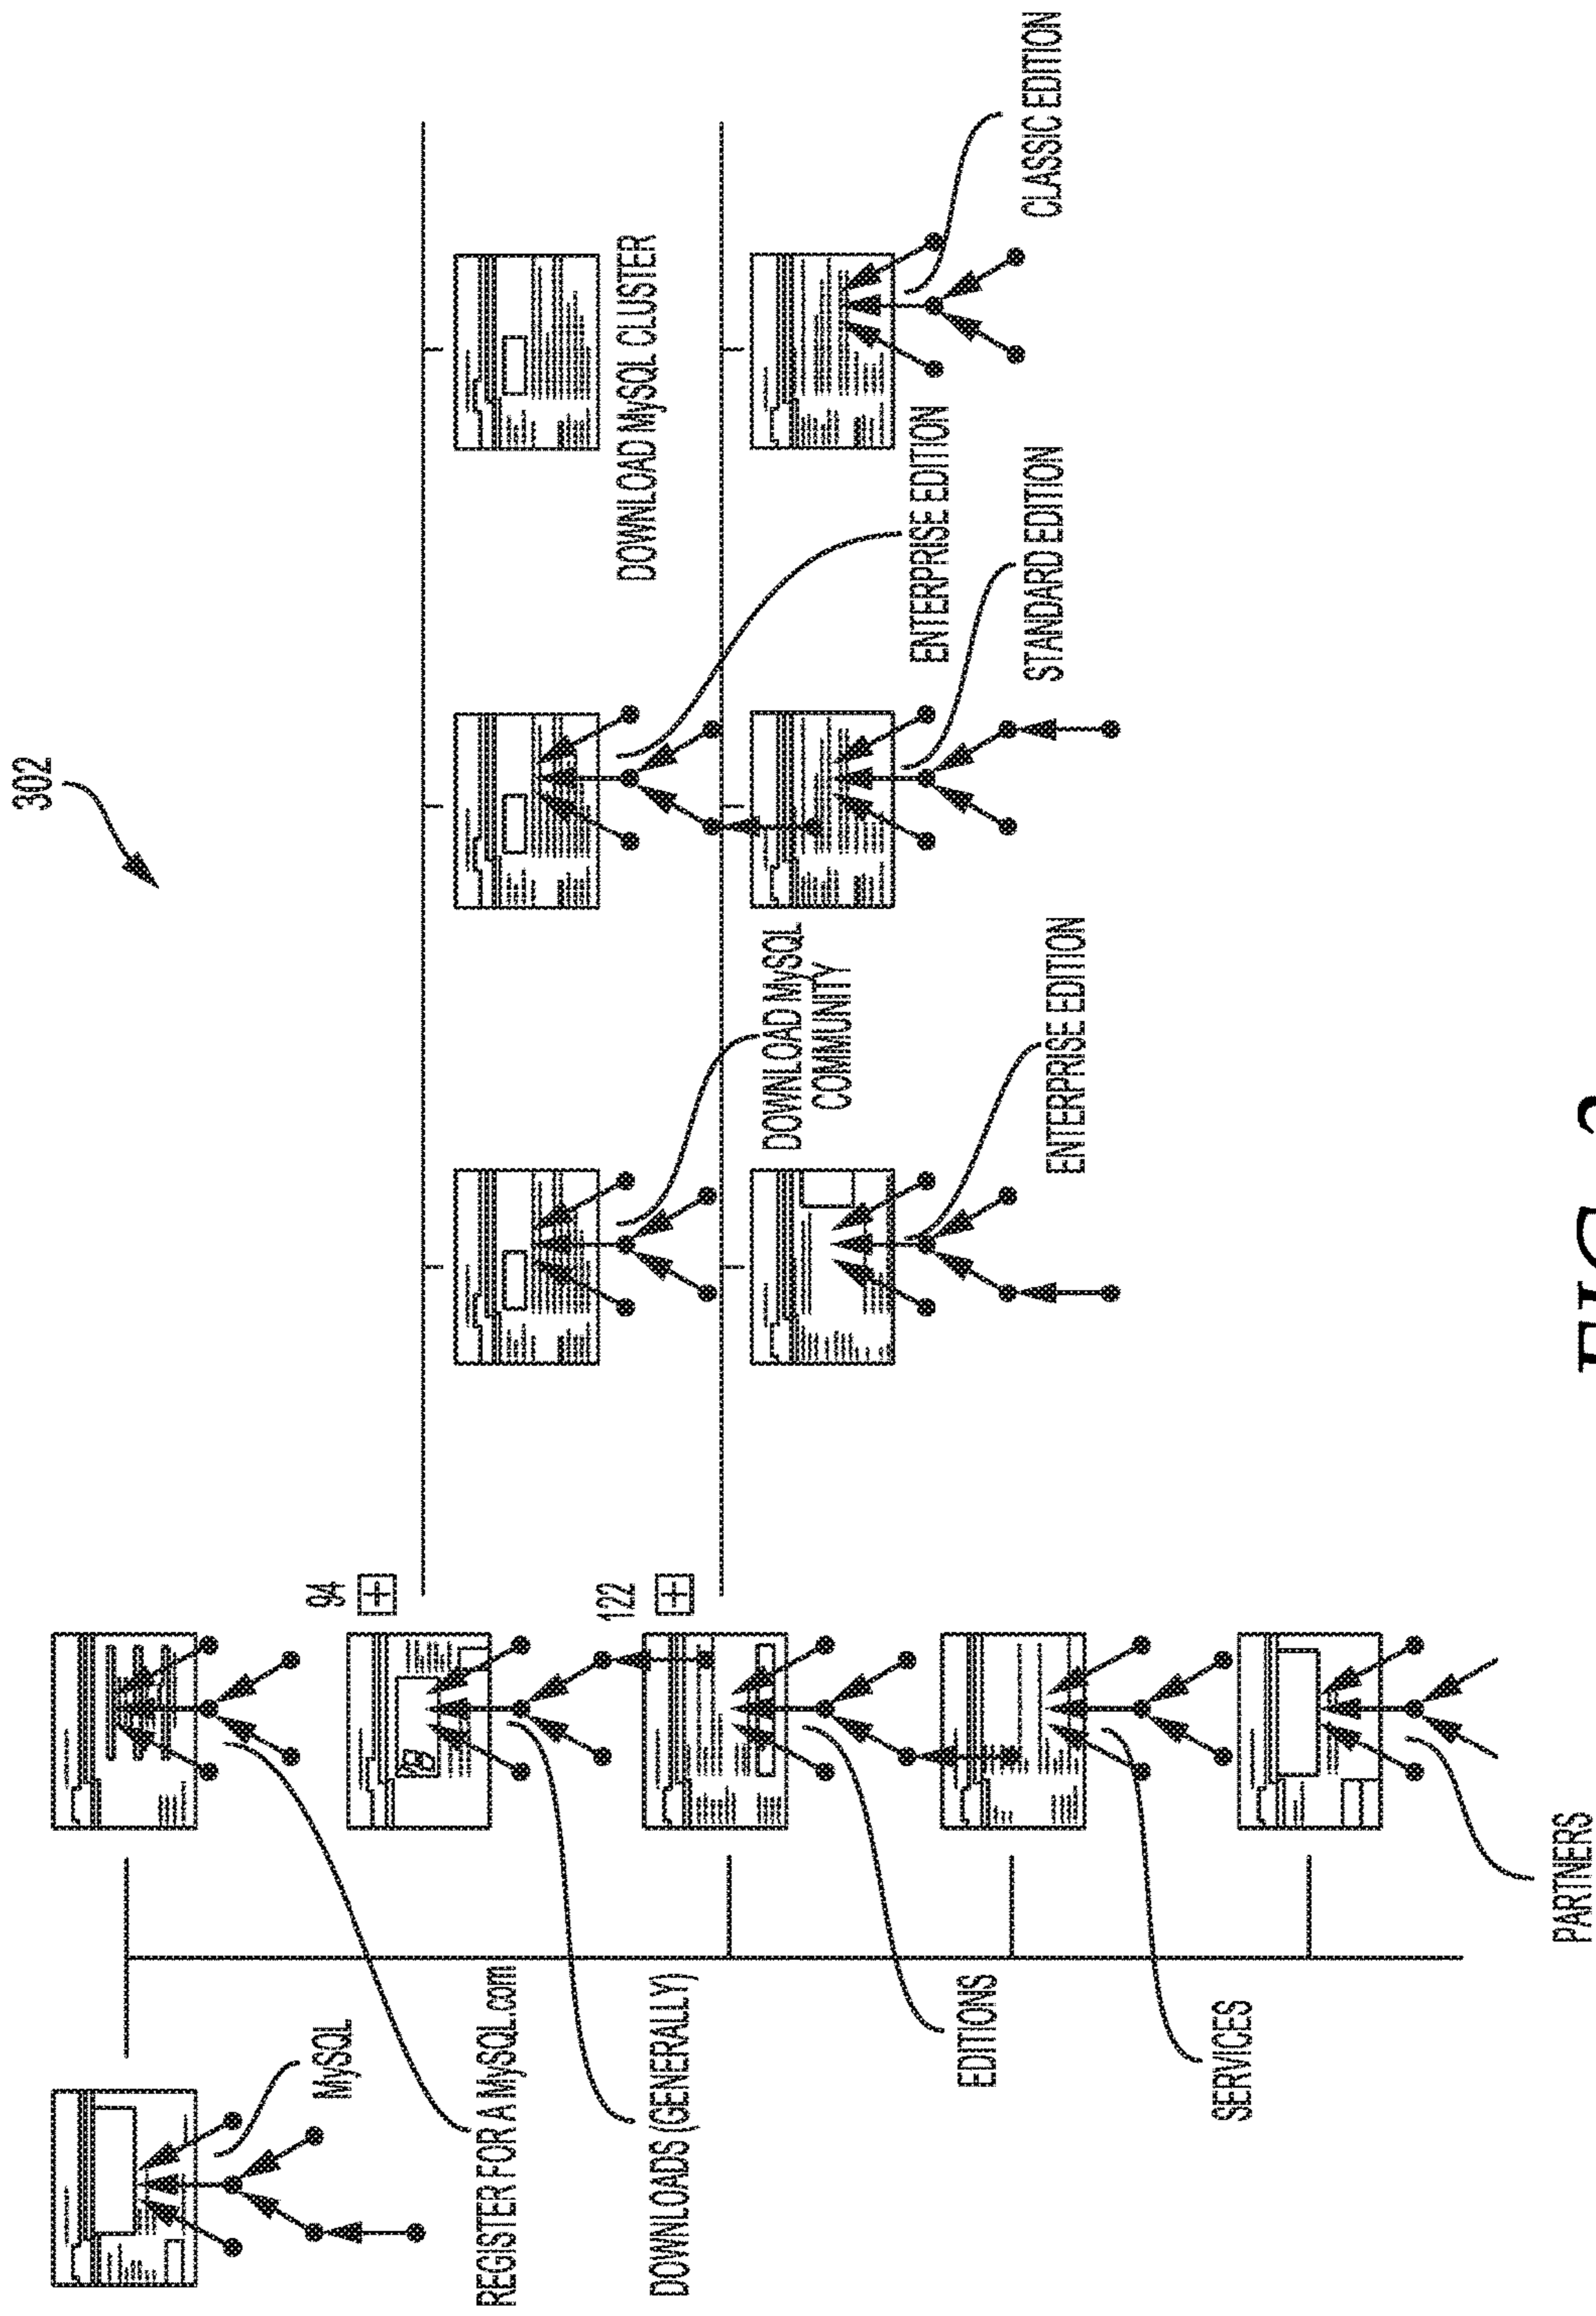 302
MySQL
REGISTER FOR A MySQL.com
94
DOWNLOADS (GENERALLY)
122
EDITIONS
SERVICES
PARTNERS
DOWNLOAD MySQL
COMMUNITY
ENTERPRISE EDITION
DOWNLOAD MySQL CLUSTER
ENTERPRISE EDITION
STANDARD EDITION
CLASSIC EDITION
FIG.